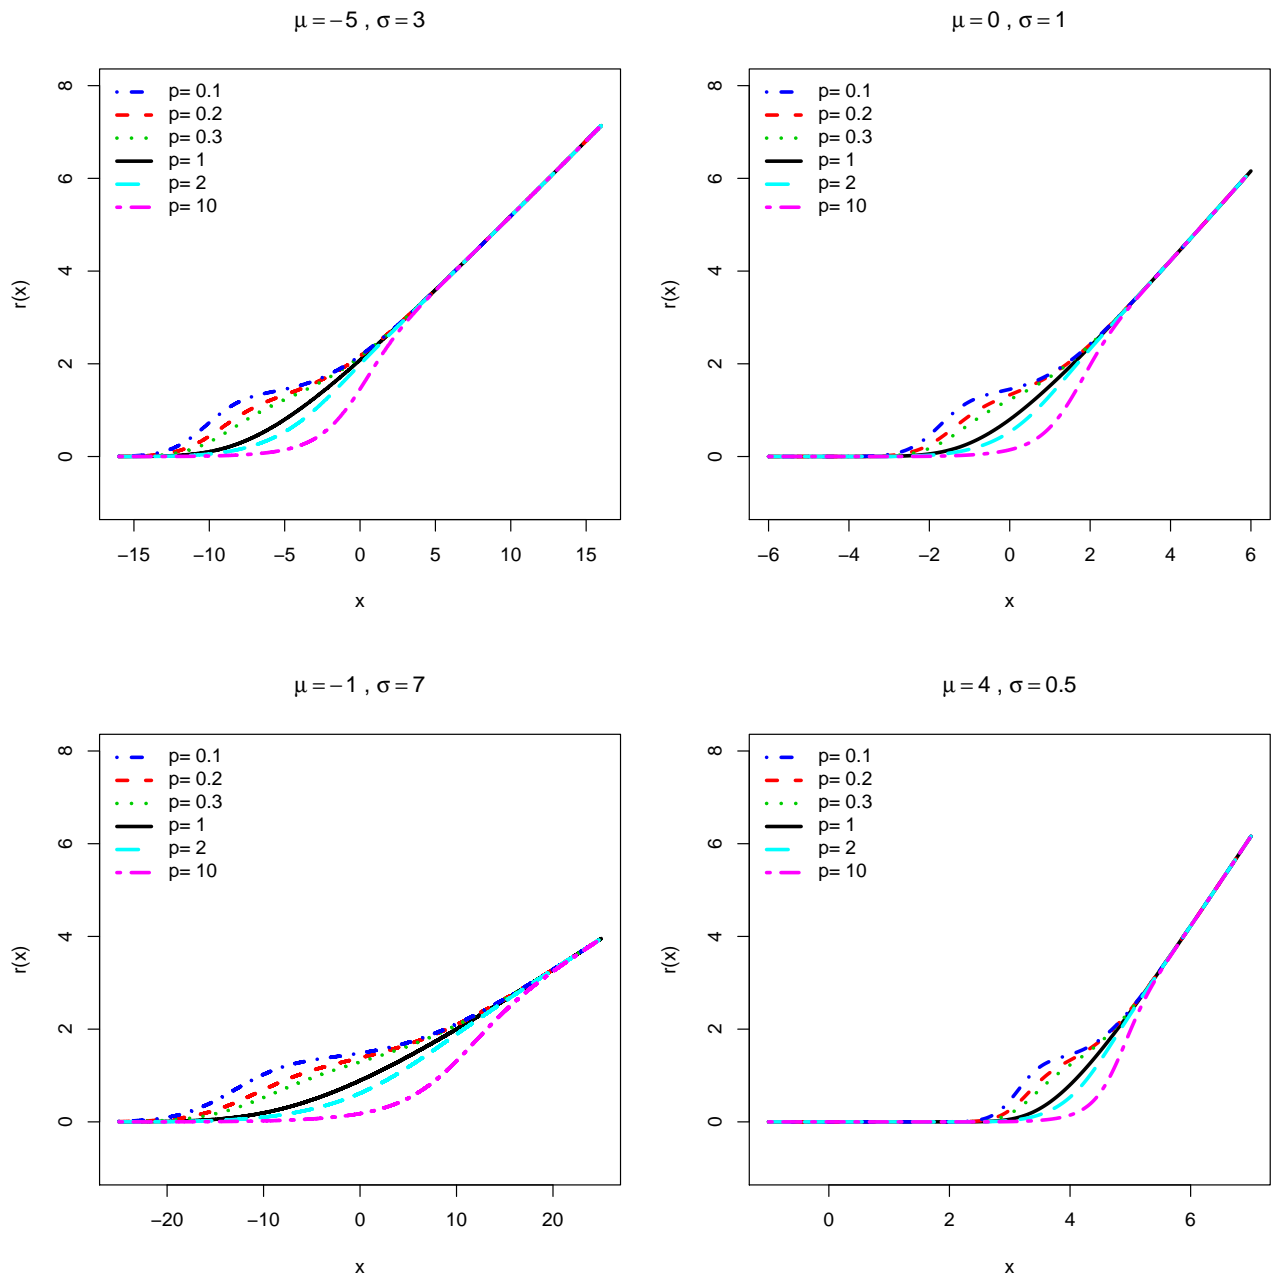 μ = −5 , σ = 3
8
6
4
2
0
r(x)
p= 0.1
p= 0.2
p= 0.3
p= 1
p= 2
p= 10
−15 −10 −5 0 5 10 15
x
μ = 0 , σ = 1
8
6
4
2
0
r(x)
p= 0.1
p= 0.2
p= 0.3
p= 1
p= 2
p= 10
−6 −4 −2 0 2 4 6
x
μ = −1 , σ = 7
8
6
4
2
0
r(x)
p= 0.1
p= 0.2
p= 0.3
p= 1
p= 2
p= 10
−20 −10 0 10 20
x
μ = 4 , σ = 0.5
8
6
4
2
0
r(x)
p= 0.1
p= 0.2
p= 0.3
p= 1
p= 2
p= 10
0 2 4 6
x